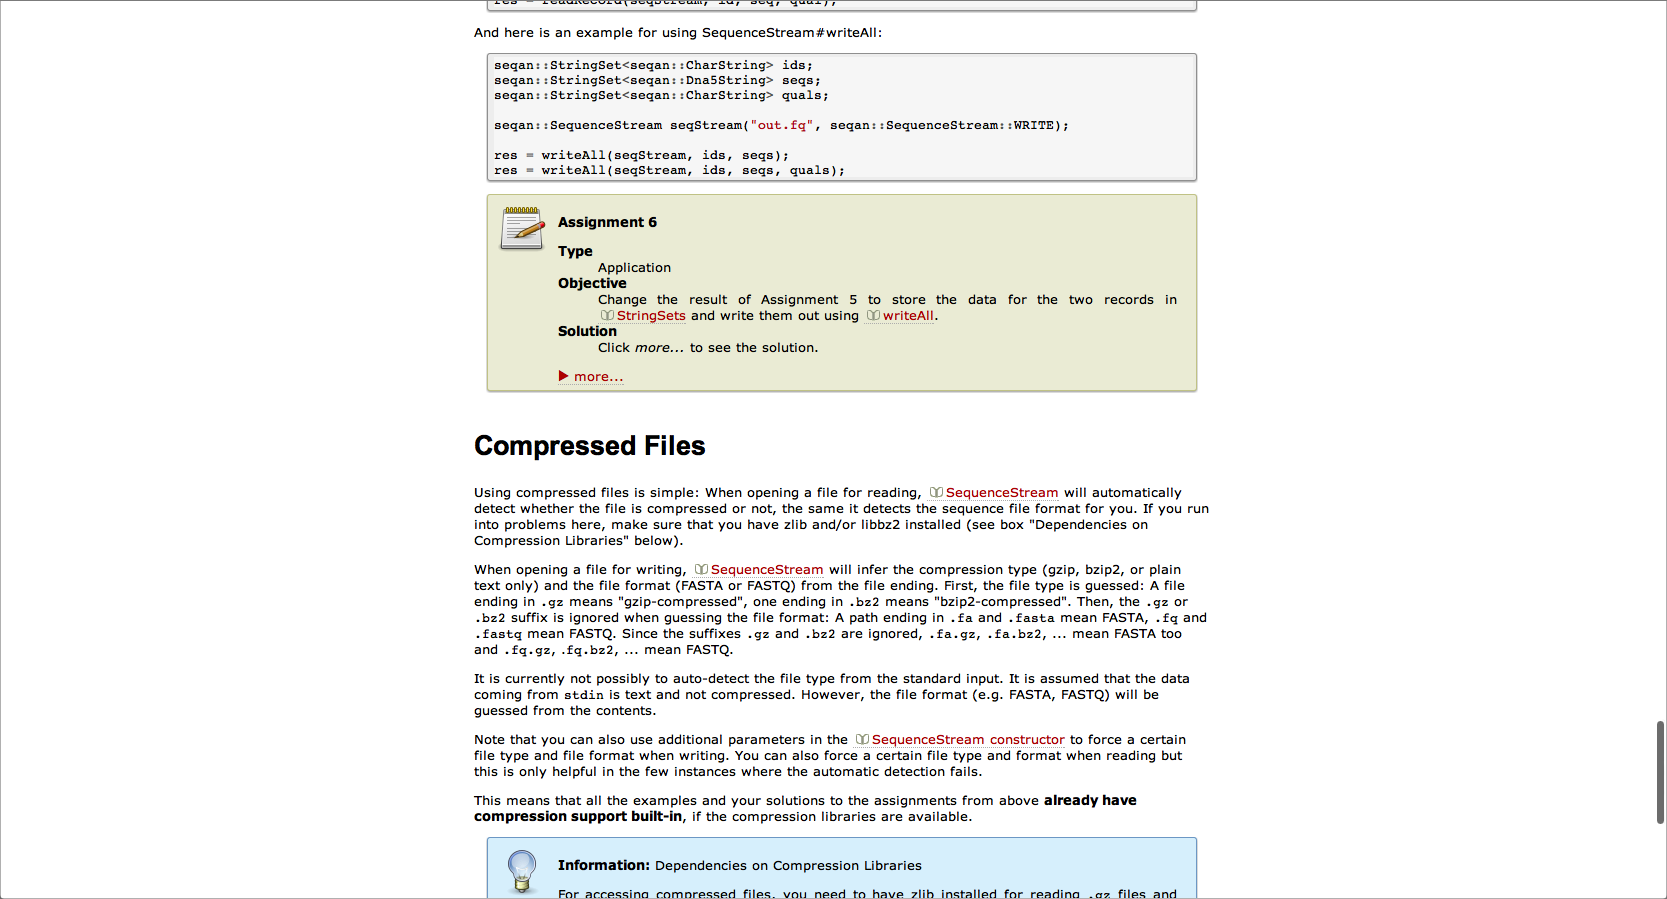 res = readRecord(seqStream, id, seq, qual);
And here is an example for using SequenceStream#writeAll:
seqan::StringSet<seqan::CharString> ids;
seqan::StringSet<seqan::Dna5String> seqs;
seqan::StringSet<seqan::CharString> quals;
seqan::SequenceStream seqStream("out.fq", seqan::SequenceStream::WRITE);
res = writeAll(seqStream, ids, seqs);
res = writeAll(seqStream, ids, seqs, quals);
Assignment 6
Type
Application
Objective
Change the result of Assignment 5 to store the data for the two records in
StringSets and write them out using writeAll.
Solution
Click more... to see the solution.
more...
Compressed Files
Using compressed files is simple: When opening a file for reading, SequenceStream will automatically
detect whether the file is compressed or not, the same it detects the sequence file format for you. If you run
into problems here, make sure that you have zlib and/or libbz2 installed (see box "Dependencies on
Compression Libraries" below).
When opening a file for writing, SequenceStream will infer the compression type (gzip, bzip2, or plain
text only) and the file format (FASTA or FASTQ) from the file ending. First, the file type is guessed: A file
ending in .gz means "gzip-compressed", one ending in .bz2 means "bzip2-compressed". Then, the .gz or
.bz2 suffix is ignored when guessing the file format: A path ending in .fa and .fasta mean FASTA, .fq and
.fastq mean FASTQ. Since the suffixes .gz and .bz2 are ignored, .fa.gz, .fa.bz2, ... mean FASTA too
and .fq.gz, .fq.bz2, ... mean FASTQ.
It is currently not possibly to auto-detect the file type from the standard input. It is assumed that the data
coming from stdin is text and not compressed. However, the file format (e.g. FASTA, FASTQ) will be
guessed from the contents.
Note that you can also use additional parameters in the SequenceStream constructor to force a certain
file type and file format when writing. You can also force a certain file type and format when reading but
this is only helpful in the few instances where the automatic detection fails.
This means that all the examples and your solutions to the assignments from above already have
compression support built-in, if the compression libraries are available.
Information: Dependencies on Compression Libraries
For accessing compressed files, you need to have zlib installed for reading .gz files and